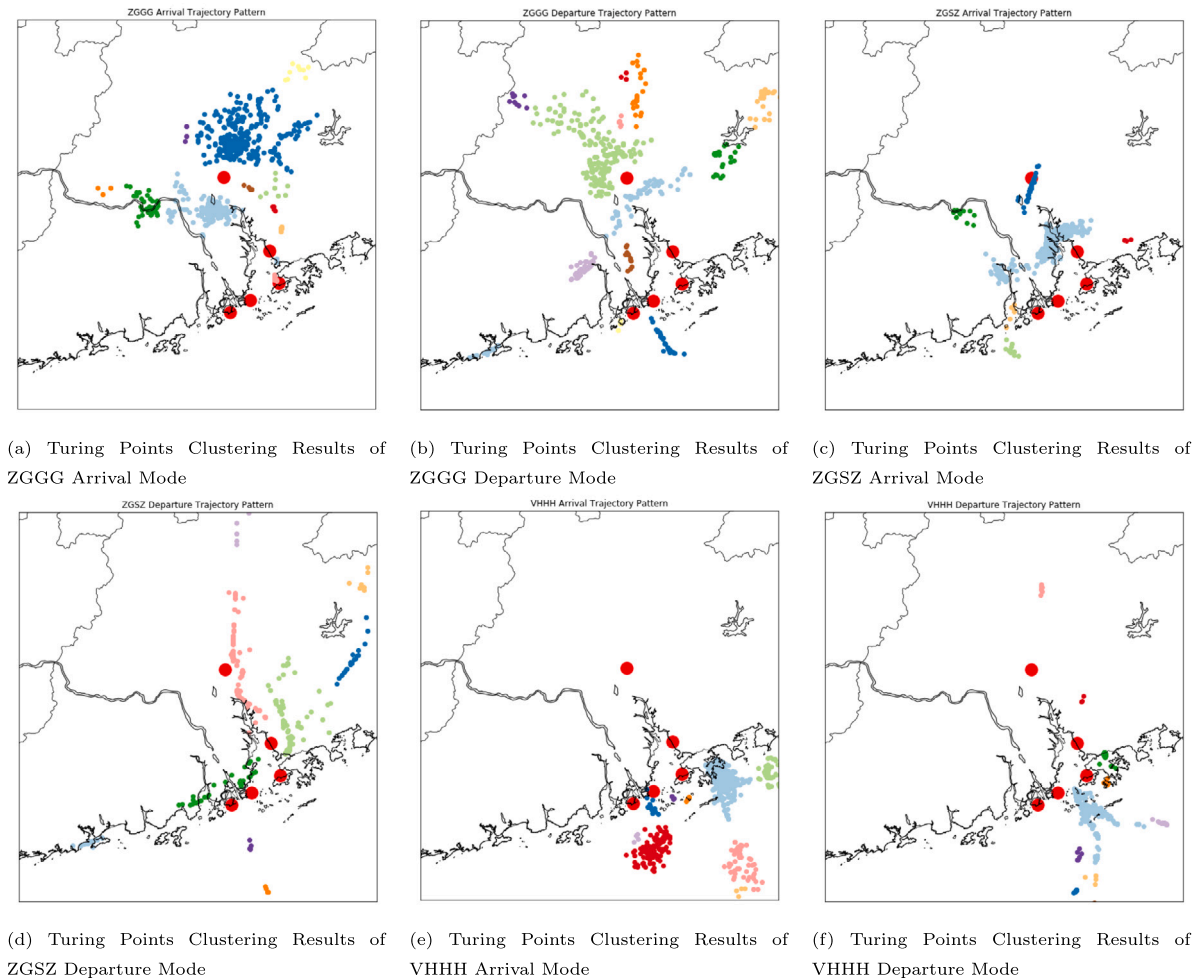 ZGGG Arrival Trajectory Pattern
ZGGG Departure Trajectory Pattern
ZGSZ Arrival Trajectory Pattern
(a) Turing Points Clustering Results of
ZGGG Arrival Mode
(b) Turing Points Clustering Results of
ZGGG Departure Mode
(c) Turing Points Clustering Results of
ZGSZ Arrival Mode
ZGSZ Departure Trajectory Pattern
VHHH Arrival Trajectory Pattern
VHHH Departure Trajectory Pattern
(d) Turing Points Clustering Results of
ZGSZ Departure Mode
(e) Turing Points Clustering Results of
VHHH Arrival Mode
(f) Turing Points Clustering Results of
VHHH Departure Mode